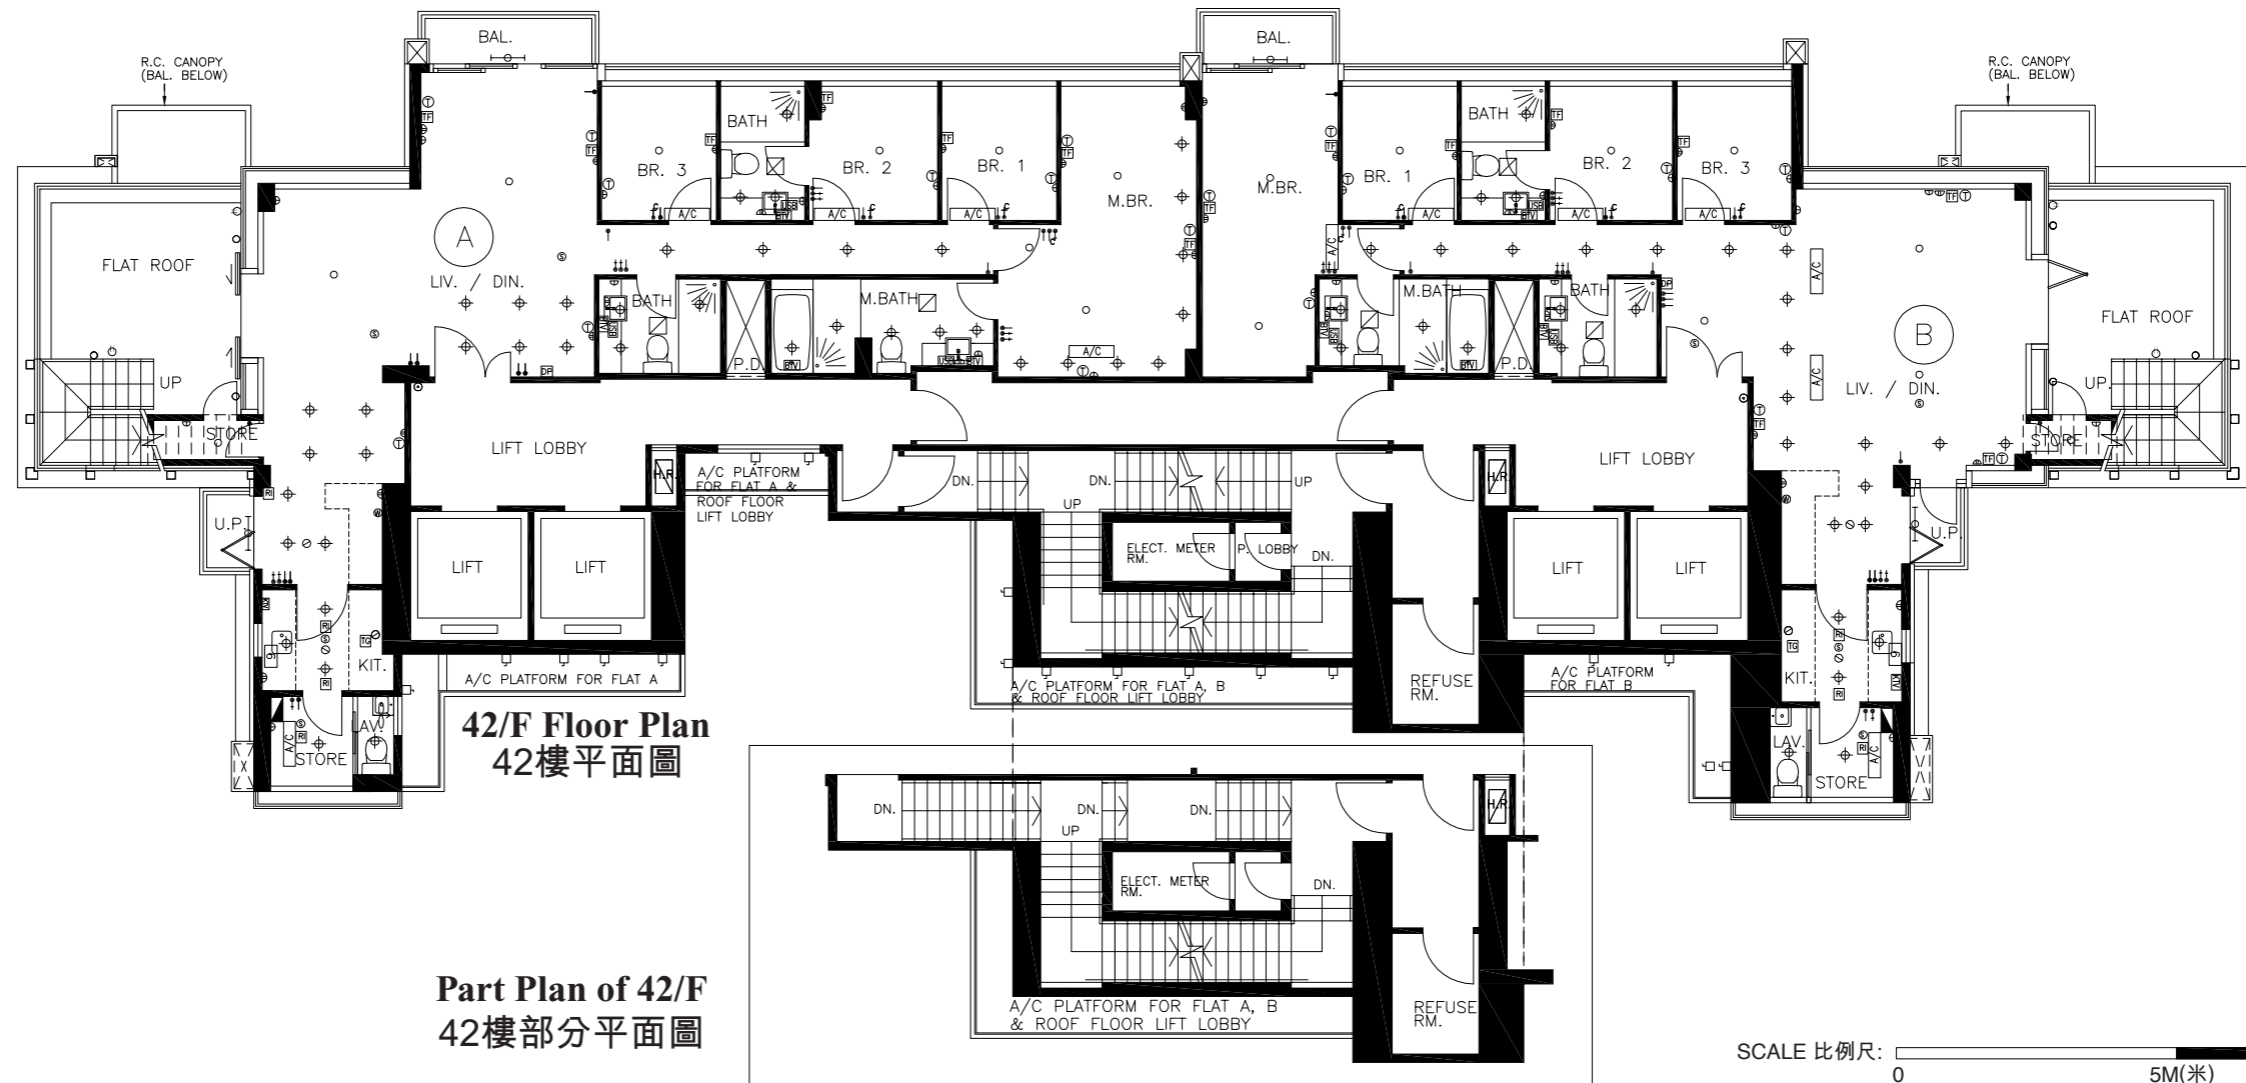 BAL.
BAL.
R.C. CANOPY
(BAL. BELOW)
R.C. CANOPY
(BAL. BELOW)
BATH
BR. 3
BR. 2
BR. 1
M.BR.
M.BR.
BR. 1
BATH
BR. 2
BR. 3
A/C
A/C
A/C
A/C
A/C
A/C
A
LIV. / DIN.
FLAT ROOF
BATH
M.BATH
P.D.
A/C
A/C
M.BATH
P.D.
BATH
A/C
A/C
B
LIV. / DIN.
FLAT ROOF
UP
STORE
UP.
STORE
LIFT LOBBY
H.R.
A/C PLATFORM
FOR FLAT A &
ROOF FLOOR
LIFT LOBBY
DN.
DN.
UP
UP
H.R.
LIFT LOBBY
U.P.
U.P.
LIFT
LIFT
ELECT. METER
RM.
P. LOBBY
DN.
LIFT
LIFT
KIT.
KIT.
A/C PLATFORM FOR FLAT A
A/C PLATFORM FOR FLAT A, B
& ROOF FLOOR LIFT LOBBY
REFUSE
RM.
A/C PLATFORM
FOR FLAT B
LAV.
A/C
STORE
LAV.
A/C
STORE
42/F Floor Plan
42樓平面圖
DN.
DN.
DN.
UP
H.R.
ELECT. METER
RM.
DN.
A/C PLATFORM FOR FLAT A, B
& ROOF FLOOR LIFT LOBBY
REFUSE
RM.
Part Plan of 42/F
42樓部分平面圖
SCALE 比例尺:
0 5M(米)